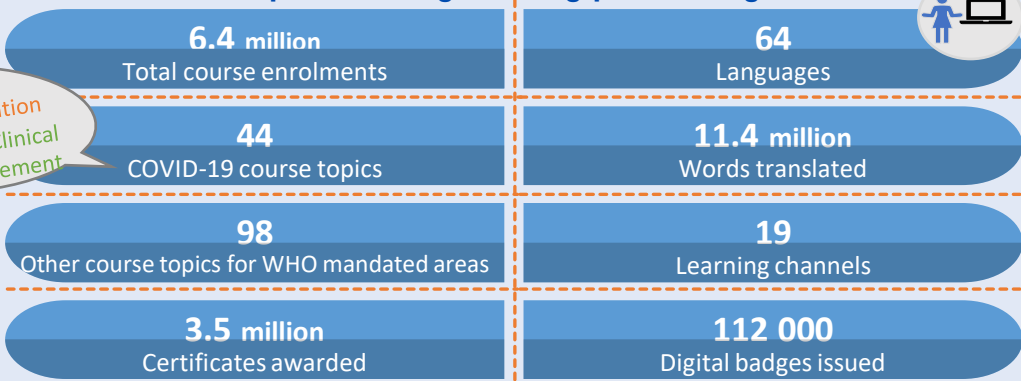 6.4 million
Total course enrolments
64
Languages
44
COVID-19 course topics
11.4 million
Words translated
98
Other course topics for WHO mandated areas
19
Learning channels
3.5 million
Certificates awarded
112 000
Digital badges issued